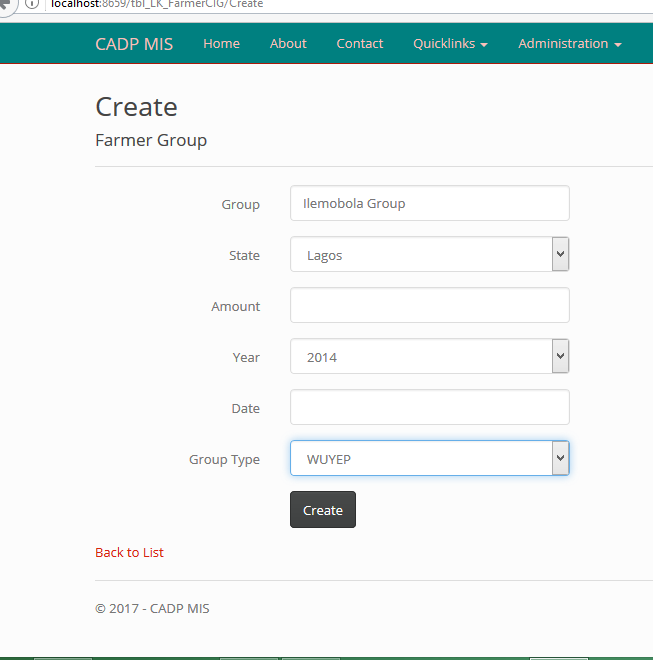 localhost:8659/tbl_LK_FarmerCIG/Create
CADP MIS Home About Contact Quicklinks Administration
Create
Farmer Group
Group Ilemobola Group
State Lagos
Amount
Year 2014
Date
Group Type WUYEP
Create
Back to List
© 2017 - CADP MIS